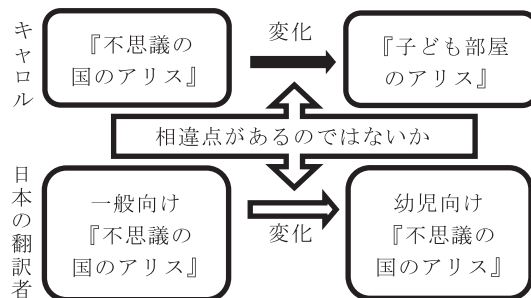 キャロル
『不思議の
国のアリス』
変化
『子ども部屋
のアリス』
相違点があるのではないか
日本の翻訳者
一般向け
『不思議の
国のアリス』
変化
幼児向け
『不思議の
国のアリス』